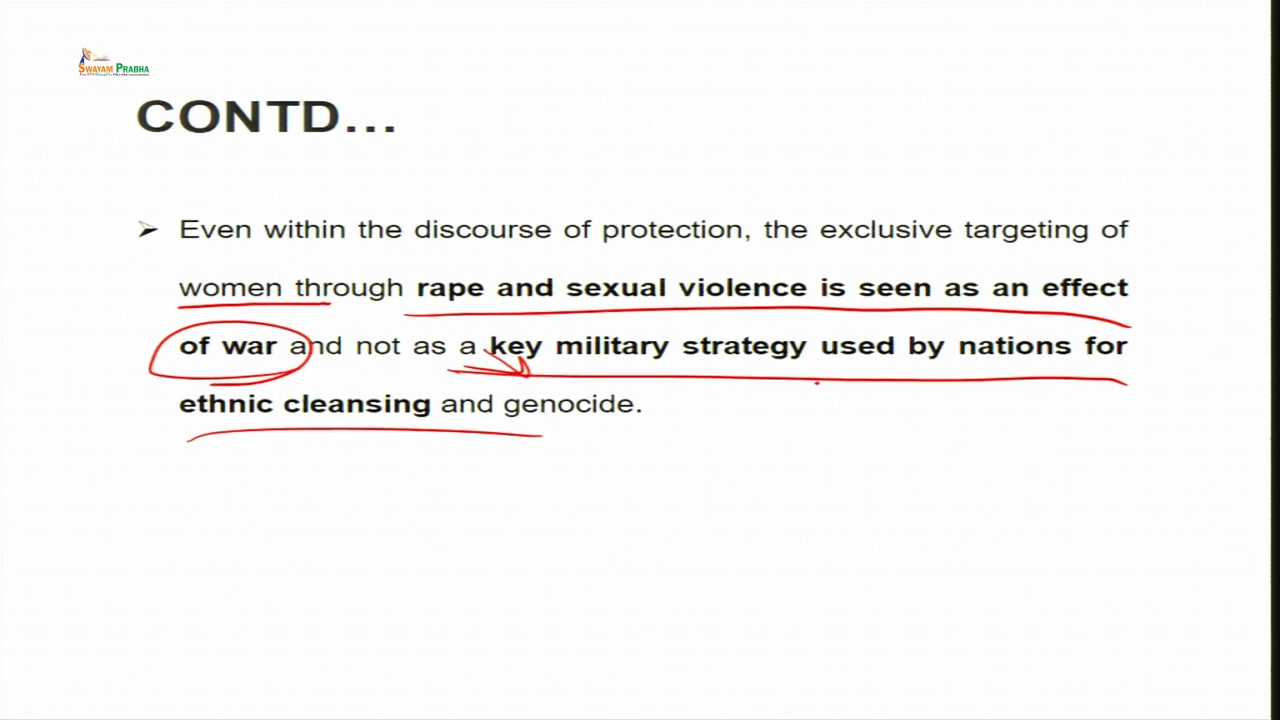 SWAYAM PRABHA
CONTD...
➢ Even within the discourse of protection, the exclusive targeting of
women through rape and sexual violence is seen as an effect
of war and not as a key military strategy used by nations for
ethnic cleansing and genocide.